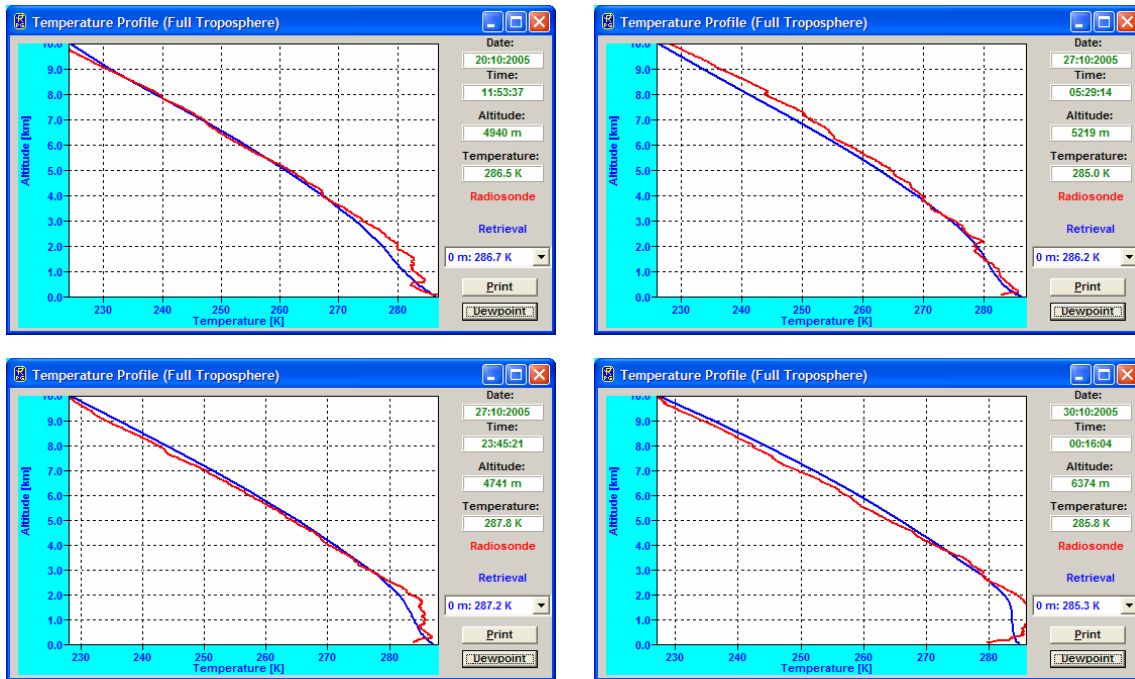 Temperature Profile (Full Troposphere)
Date:
20:10:2005
Time:
11:53:37
Altitude:
4940 m
Temperature:
286.5 K
Radiosonde
Retrieval
0 m: 286.7 K
Print
Dewpoint
Altitude [km]
10.0
9.0
8.0
7.0
6.0
5.0
4.0
3.0
2.0
1.0
0.0
230 240 250 260 270 280
Temperature [K]
Temperature Profile (Full Troposphere)
Date:
27:10:2005
Time:
05:29:14
Altitude:
5219 m
Temperature:
285.0 K
Radiosonde
Retrieval
0 m: 286.2 K
Print
Dewpoint
Altitude [km]
10.0
9.0
8.0
7.0
6.0
5.0
4.0
3.0
2.0
1.0
0.0
230 240 250 260 270 280
Temperature [K]
Temperature Profile (Full Troposphere)
Date:
27:10:2005
Time:
23:45:21
Altitude:
4741 m
Temperature:
287.8 K
Radiosonde
Retrieval
0 m: 287.2 K
Print
Dewpoint
Altitude [km]
10.0
9.0
8.0
7.0
6.0
5.0
4.0
3.0
2.0
1.0
0.0
230 240 250 260 270 280
Temperature [K]
Temperature Profile (Full Troposphere)
Date:
30:10:2005
Time:
00:16:04
Altitude:
6374 m
Temperature:
285.8 K
Radiosonde
Retrieval
0 m: 285.3 K
Print
Dewpoint
Altitude [km]
10.0
9.0
8.0
7.0
6.0
5.0
4.0
3.0
2.0
1.0
0.0
230 240 250 260 270 280
Temperature [K]